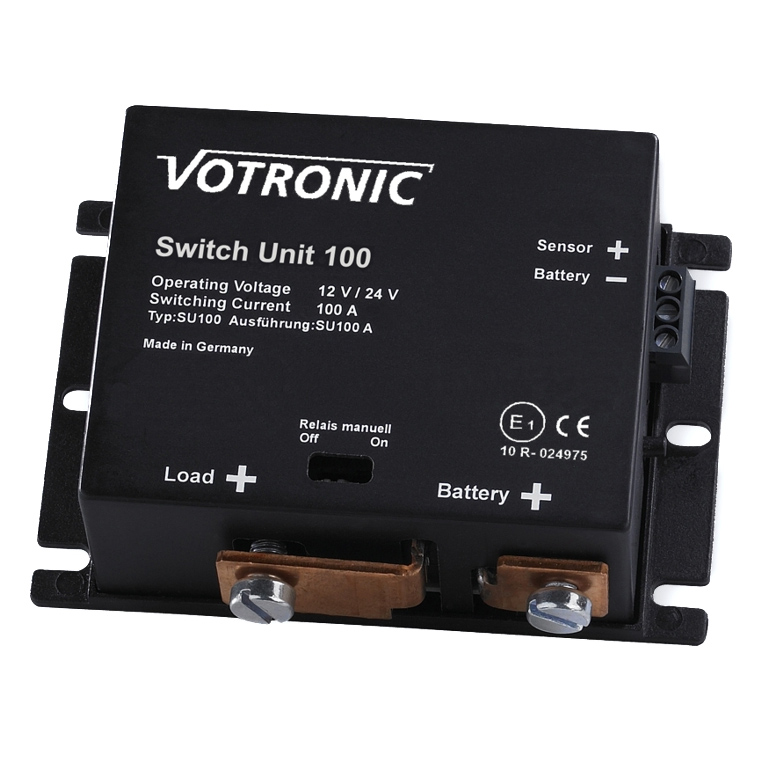 VOTRONIC
Switch Unit 100
Operating Voltage 12 V / 24 V
Switching Current 100 A
Typ:SU100 Ausführung:SU100 A
Made in Germany
Sensor +
Battery −
Relais manuell
Off On
E1 CE
10 R- 024975
Load +
Battery +